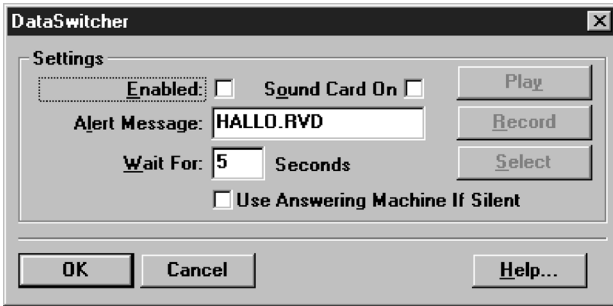 DataSwitcher
Settings
Enabled: Sound Card On Play
Alert Message: HALLO.RVD Record
Wait For: 5 Seconds Select
Use Answering Machine If Silent
OK Cancel Help...